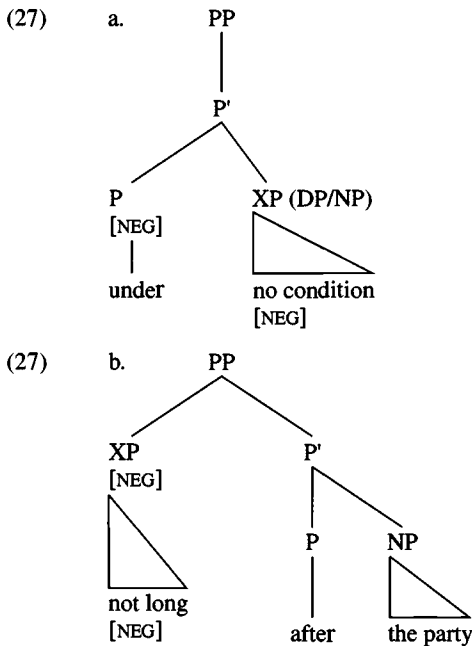 (27) a. PP
P'
P XP (DP/NP)
[NEG]
under no condition
[NEG]
(27) b. PP
XP P'
[NEG]
P NP
not long
[NEG] after the party